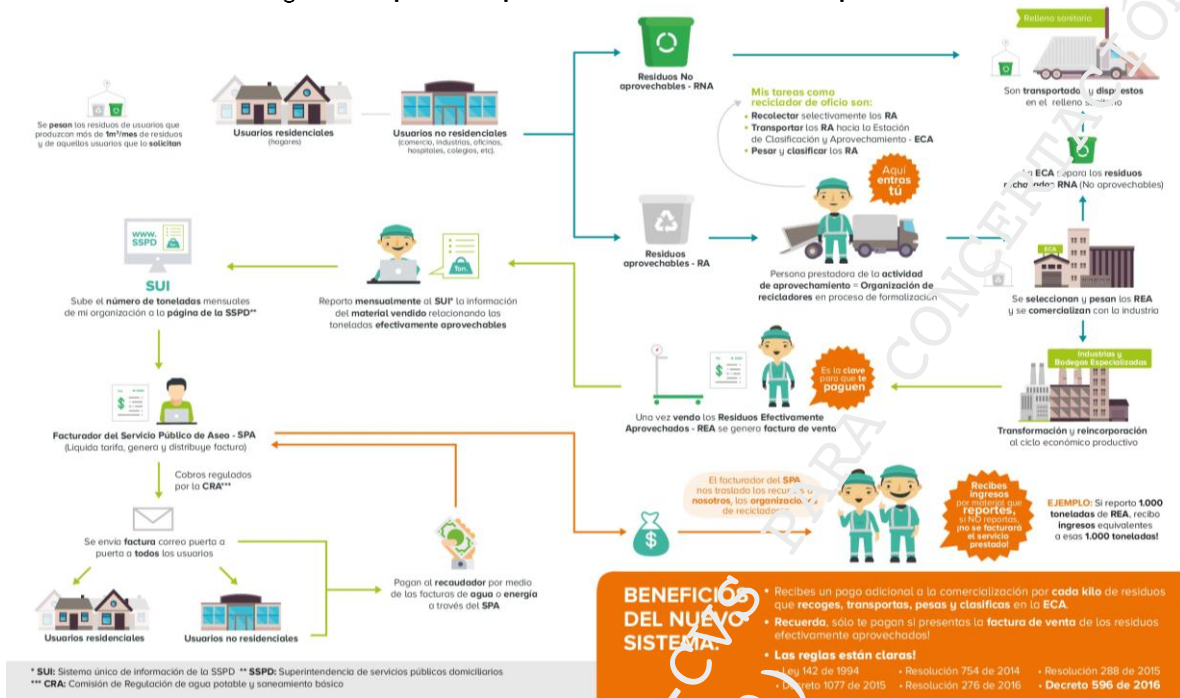 Relleno sanitario
Residuos No
aprovechables - RNA
Son transportados y dispuestos
en el relleno sanitario
Se pesan los residuos de usuarios que
produzcan más de 1m³/mes de residuos
y de aquellos usuarios que lo solicitan
Usuarios residenciales
(hogares)
Usuarios no residenciales
(comercio, industrias, oficinas,
hospitales, colegios, etc).
Mis tareas como
reciclador de oficio son:
• Recolectar selectivamente los RA
• Transportar los RA hacia la Estación
de Clasificación y Aprovechamiento - ECA
• Pesar y clasificar los RA
Aquí
entras
tú
La ECA separa los residuos
rechazados RNA (No aprovechables)
Residuos
aprovechables - RA
Persona prestadora de la actividad
de aprovechamiento = Organización de
recicladores en proceso de formalización
ECA
Se seleccionan y pesan los REA
y se comercializan con la industria
www.
SSPD
SUI
Sube el número de toneladas mensuales
de mi organización a la página de la SSPD**
Ton.
Reporto mensualmente al SUI* la información
del material vendido relacionando las
toneladas efectivamente aprovechables
Es la clave
para que te
paguen
Una vez vendo los Residuos Efectivamente
Aprovechados - REA se genera factura de venta
Industrias y
Bodegas Especializadas
Transformación y reincorporación
al ciclo económico productivo
Facturador del Servicio Público de Aseo - SPA
(Liquida tarifa, genera y distribuye factura)
Cobros regulados
por la CRA***
Se envía factura correo puerta a
puerta a todos los usuarios
Usuarios residenciales
Usuarios no residenciales
Pagan al recaudador por medio
de las facturas de agua o energía
a través del SPA
El facturador del SPA
nos traslada los recursos a
nosotros, las organizaciones
de recicladores
Recibes
ingresos
por material que
reportes,
si NO reportas,
¡no se facturará
el servicio
prestado!
EJEMPLO: Si reporto 1.000
toneladas de REA, recibo
ingresos equivalentes
a esas 1.000 toneladas!
BENEFICIOS
DEL NUEVO
SISTEMA:
• Recibes un pago adicional a la comercialización por cada kilo de residuos
que recoges, transportas, pesas y clasificas en la ECA.
• Recuerda, sólo te pagan si presentas la factura de venta de los residuos
efectivamente aprovechados!
• Las reglas están claras!
• Ley 142 de 1994 • Resolución 754 de 2014 • Resolución 288 de 2015
• Decreto 1077 de 2015 • Resolución 276 de 2016 • Decreto 596 de 2016
* SUI: Sistema único de información de la SSPD ** SSPD: Superintendencia de servicios públicos domiciliarios
*** CRA: Comisión de Regulación de agua potable y saneamiento básico
PARA CONCERTACIÓN
CVS